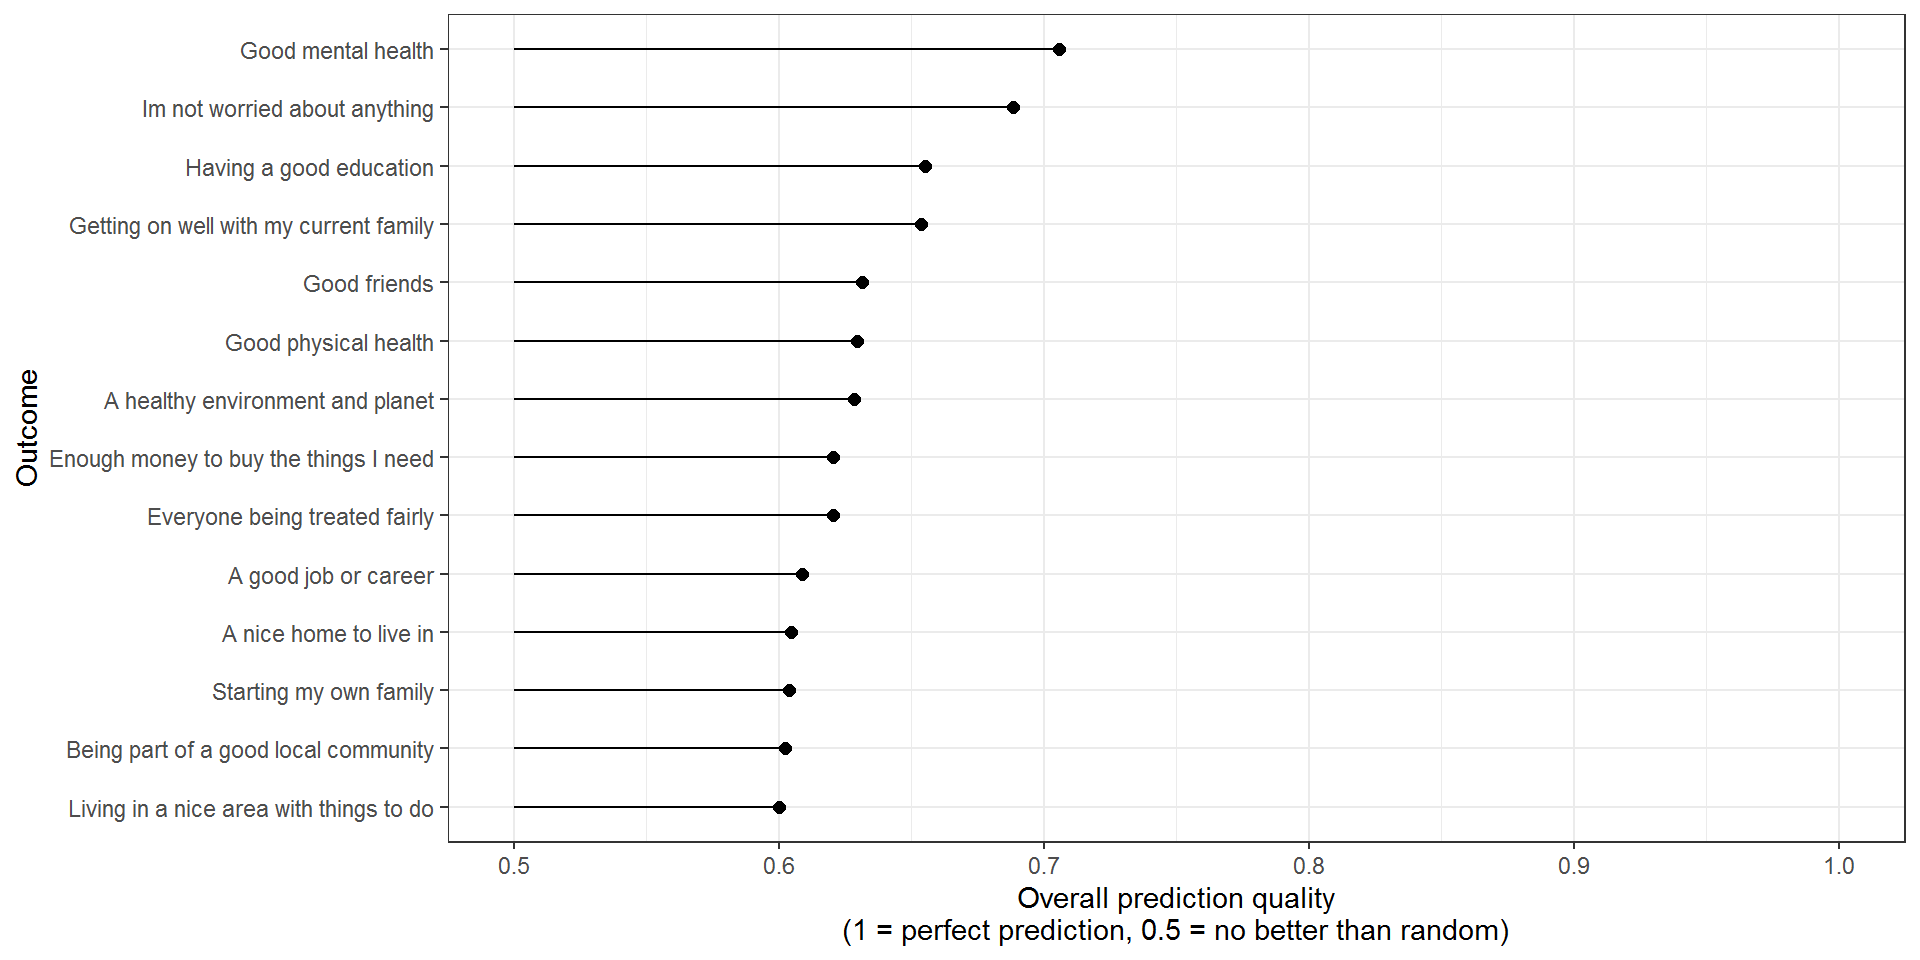 Good mental health
Im not worried about anything
Having a good education
Getting on well with my current family
Good friends
Good physical health
A healthy environment and planet
Enough money to buy the things I need
Everyone being treated fairly
A good job or career
A nice home to live in
Starting my own family
Being part of a good local community
Living in a nice area with things to do
Outcome
0.5 0.6 0.7 0.8 0.9 1.0
Overall prediction quality
(1 = perfect prediction, 0.5 = no better than random)